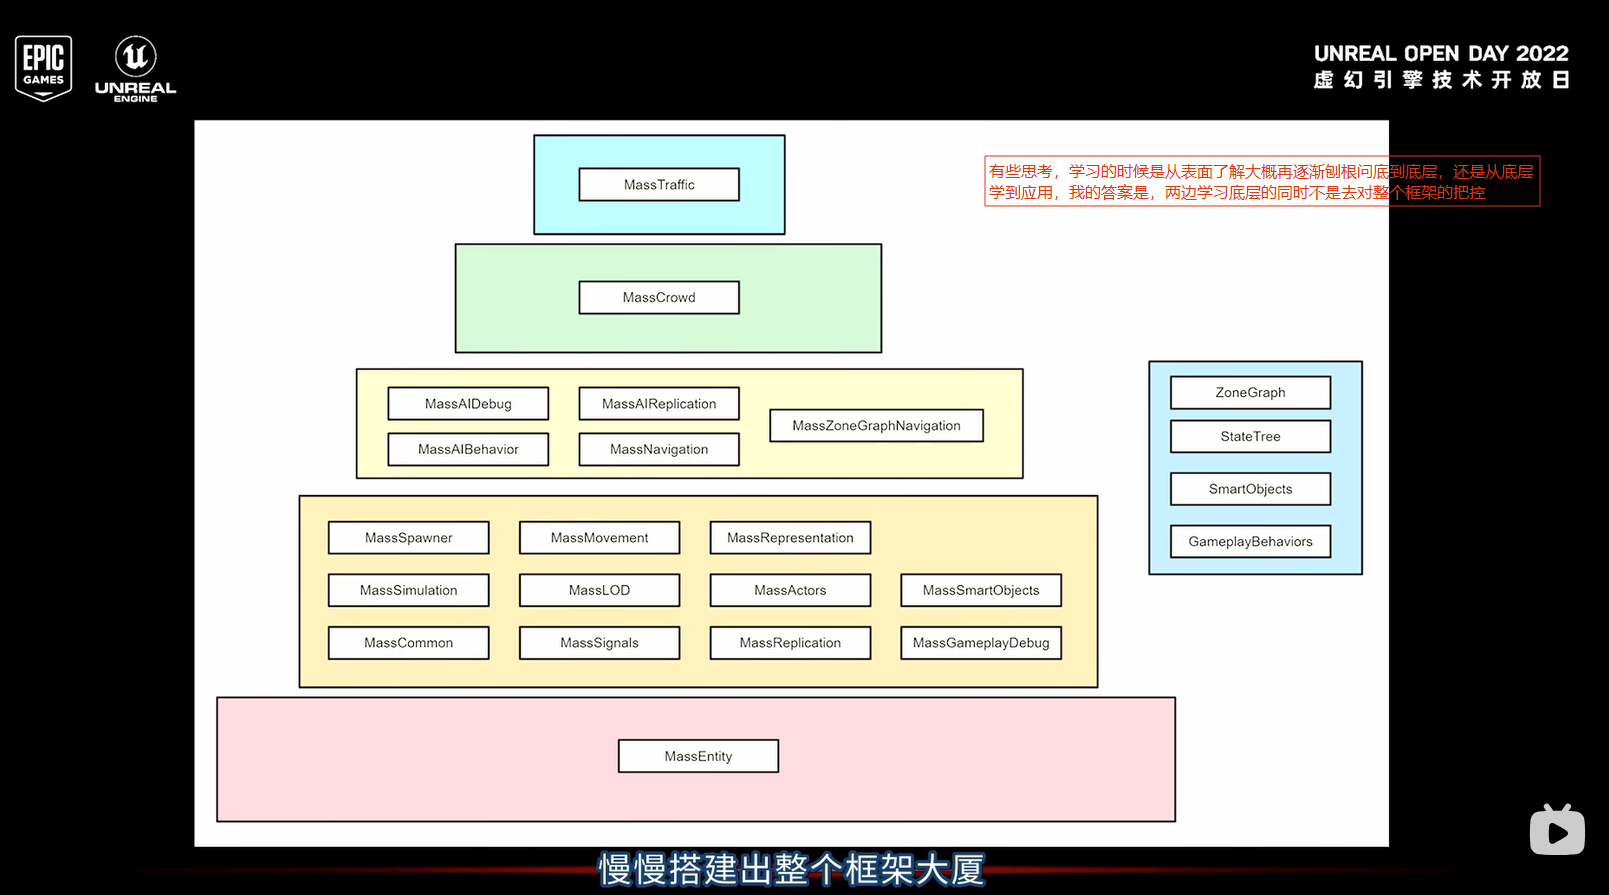 EPIC
GAMES
UNREAL
ENGINE
UNREAL OPEN DAY 2022
虚幻引擎技术开放日
有些思考，学习的时候是从表面了解大概再逐渐刨根问底到底层，还是从底层
学到应用，我的答案是，两边学习底层的同时不是去对整个框架的把控
MassTraffic
MassCrowd
MassAIDebug
MassAIReplication
MassZoneGraphNavigation
MassAIBehavior
MassNavigation
ZoneGraph
StateTree
SmartObjects
GameplayBehaviors
MassSpawner
MassMovement
MassRepresentation
MassSimulation
MassLOD
MassActors
MassSmartObjects
MassCommon
MassSignals
MassReplication
MassGameplayDebug
MassEntity
慢慢搭建出整个框架大厦